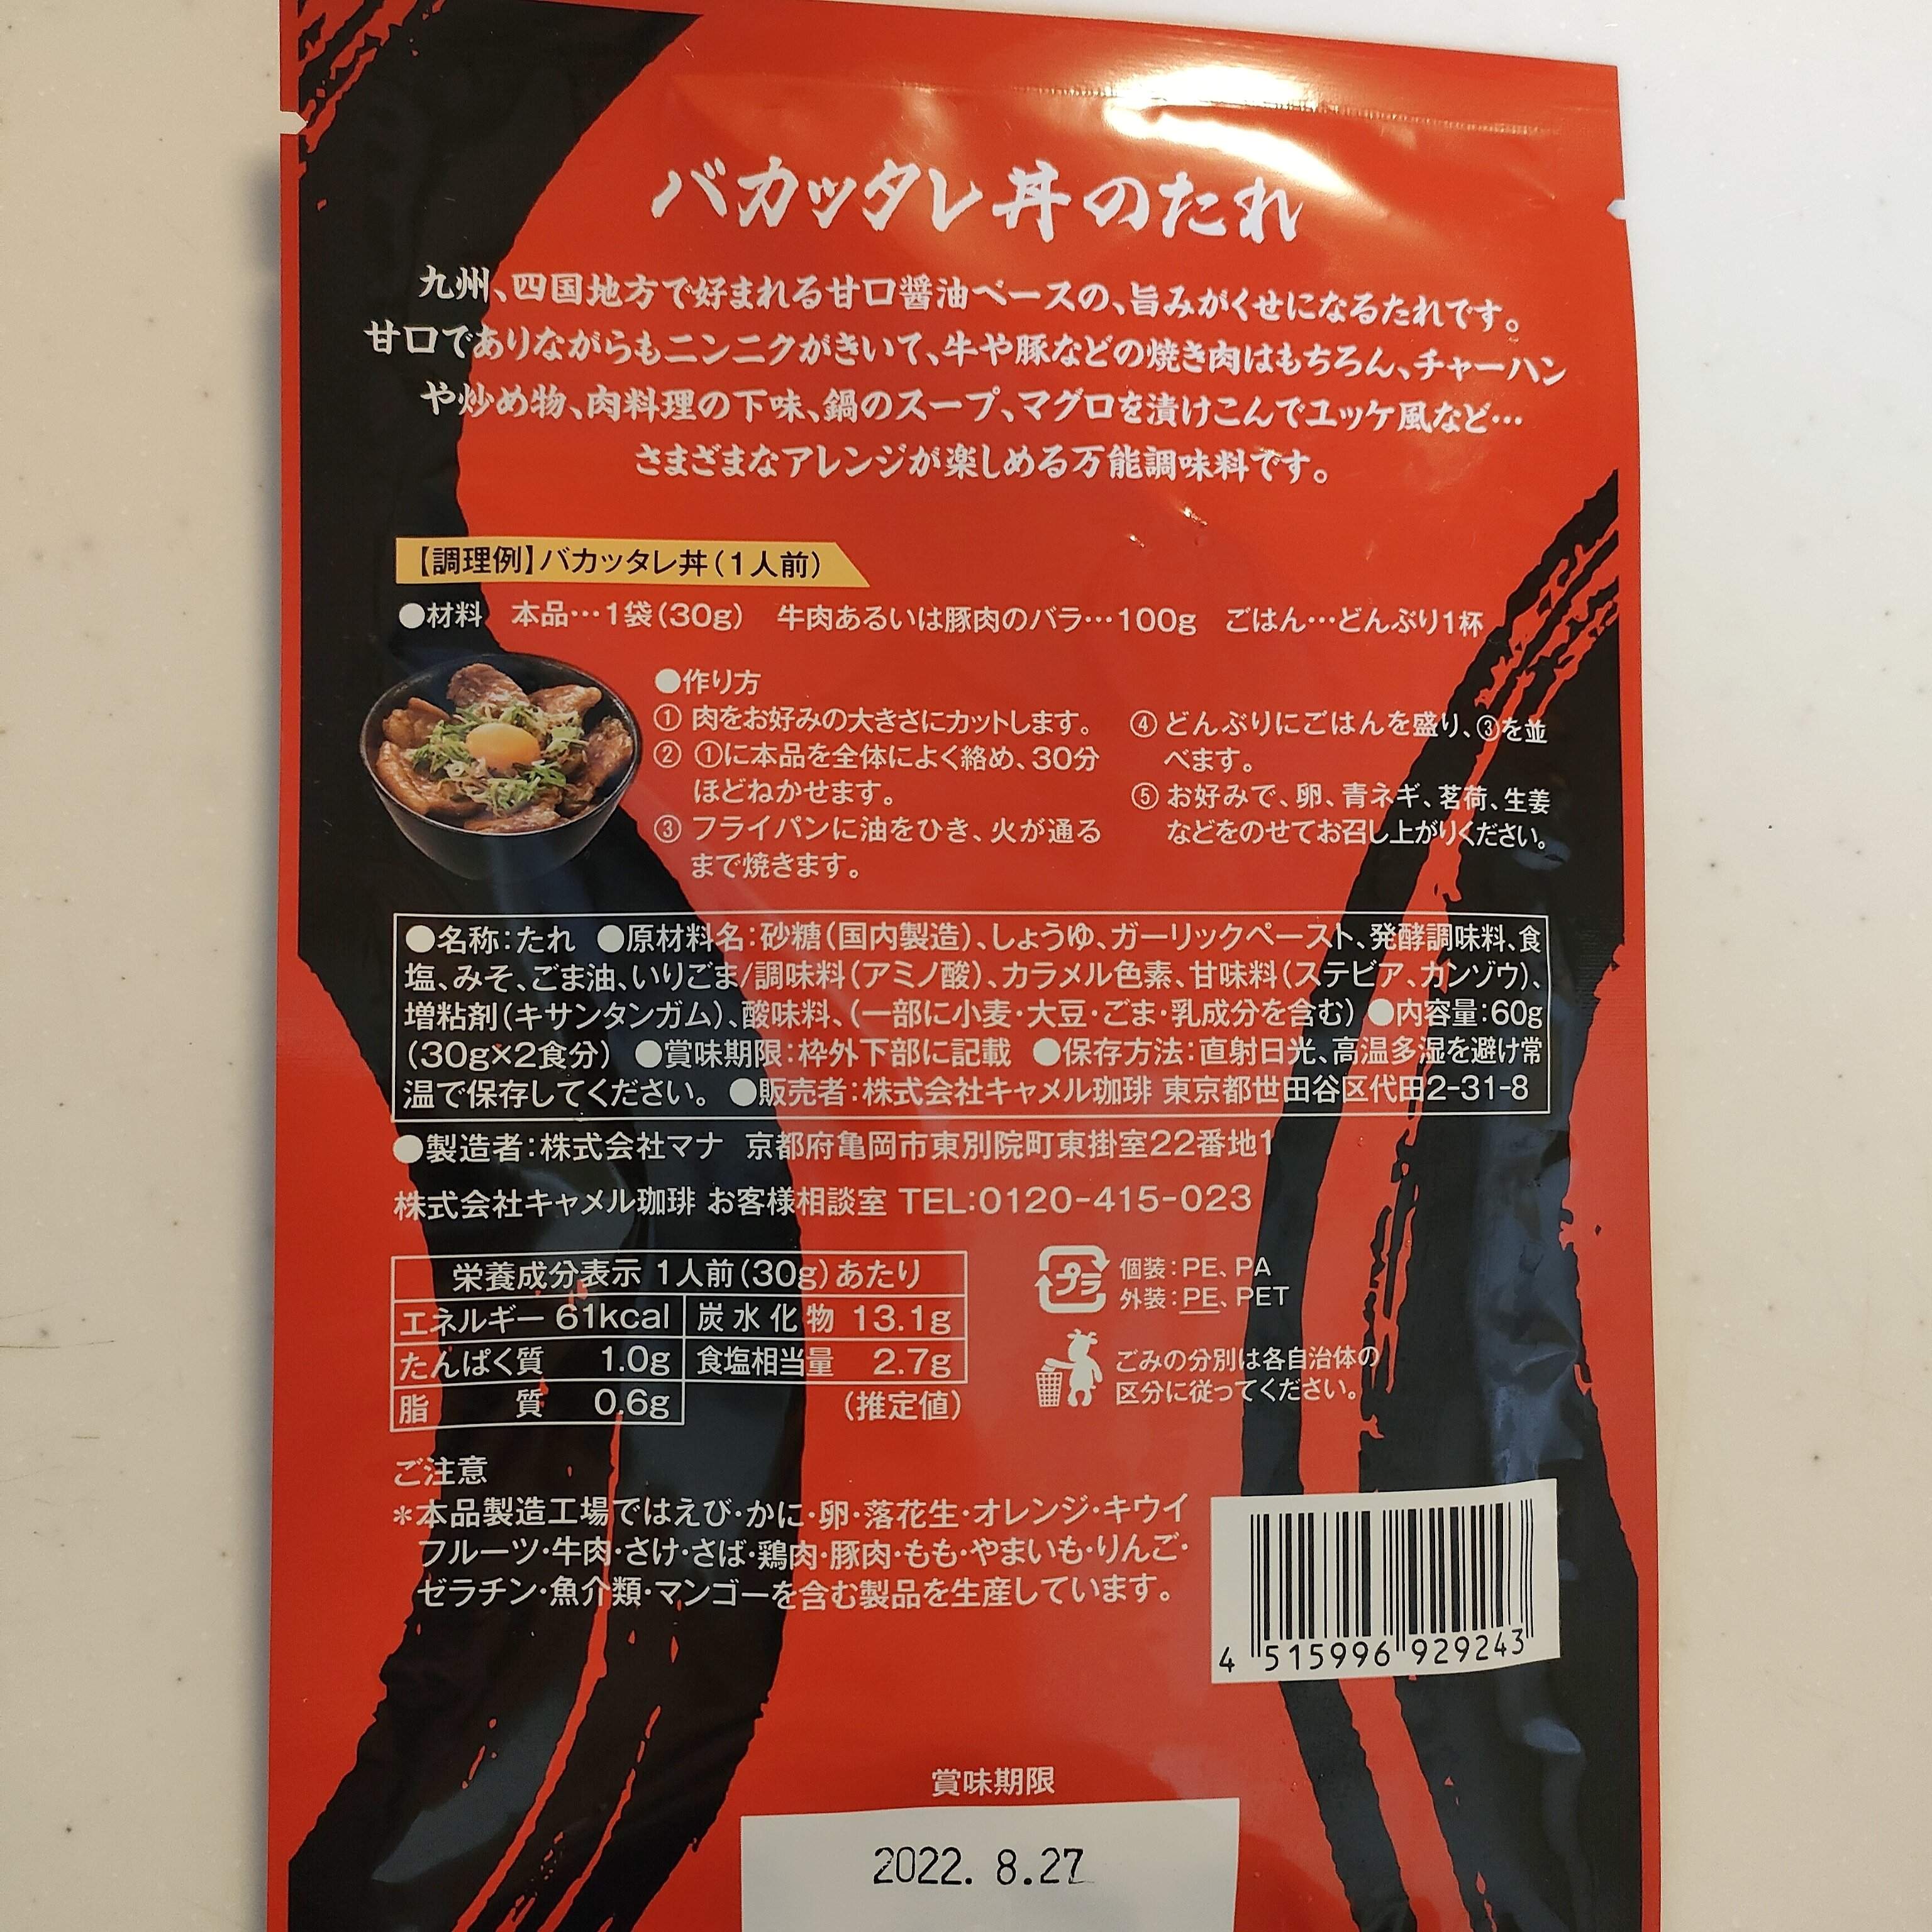 バカッタレ丼のたれ
九州、四国地方で好まれる甘口醤油ベースの、旨みがくせになるたれです。
甘口でありながらもニンニクがきいて、牛や豚などの焼き肉はもちろん、チャーハン
や炒め物、肉料理の下味、鍋のスープ、マグロを漬けこんでユッケ風など…
さまざまなアレンジが楽しめる万能調味料です。
【調理例】バカッタレ丼(1人前)
●材料 本品…1袋(30g) 牛肉あるいは豚肉のバラ…100g ごはん…どんぶり1杯
●作り方
① 肉をお好みの大きさにカットします。
② ①に本品を全体によく絡め、30分
ほどねかせます。
③ フライパンに油をひき、火が通る
まで焼きます。
④ どんぶりにごはんを盛り、③を並
べます。
⑤ お好みで、卵、青ネギ、茗荷、生姜
などをのせてお召し上がりください。
●名称:たれ ●原材料名:砂糖(国内製造)、しょうゆ、ガーリックペースト、発酵調味料、食
塩、みそ、ごま油、いりごま/調味料(アミノ酸)、カラメル色素、甘味料(ステビア、カンゾウ)、
増粘剤(キサンタンガム)、酸味料、(一部に小麦・大豆・ごま・乳成分を含む) ●内容量:60g
(30g×2食分) ●賞味期限:枠外下部に記載 ●保存方法:直射日光、高温多湿を避け常
温で保存してください。 ●販売者:株式会社キャメル珈琲 東京都世田谷区代田2-31-8
●製造者:株式会社マナ 京都府亀岡市東別院町東掛室22番地1
株式会社キャメル珈琲 お客様相談室 TEL:0120-415-023
栄養成分表示 1人前(30g)あたり
エネルギー 61kcal 炭水化物 13.1g
たんぱく質 1.0g 食塩相当量 2.7g
脂質 0.6g (推定値)
プラ
個装:PE、PA
外装:PE、PET
ごみの分別は各自治体の
区分に従ってください。
ご注意
＊本品製造工場ではえび・かに・卵・落花生・オレンジ・キウイ
フルーツ・牛肉・さけ・さば・鶏肉・豚肉・もも・やまいも・りんご・
ゼラチン・魚介類・マンゴーを含む製品を生産しています。
4 515996 929243
賞味期限
2022. 8.27